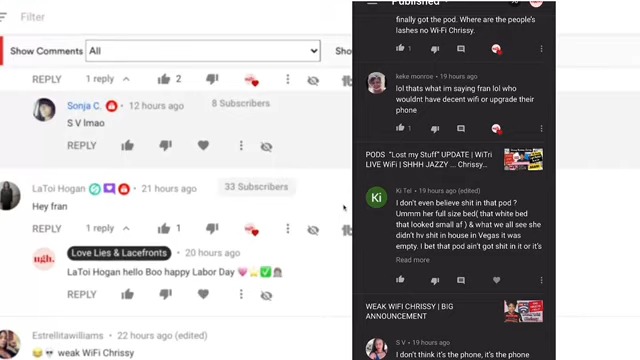 Filter
Show Comments
All
Sho
REPLY
1 reply
2
Sonja C.
12 hours ago
8 Subscribers
S V lmao
REPLY
LaToi Hogan
21 hours ago
33 Subscribers
Hey fran
REPLY
1 reply
ugh.
Love Lies & Lacefronts
20 hours ago
LaToi Hogan hello Boo happy Labor Day
REPLY
Estrellitawilliams
22 hours ago (edited)
weak WiFi Chrissy
finally got the pod. Where are the people's
lashes no Wi-Fi Chrissy.
1
keke monroe • 19 hours ago
lol thats what im saying fran lol who
wouldnt have decent wifi or upgrade their
phone
1
PODS "Lost my Stuff" UPDATE | WiTri
LIVE WiFi | SHHH JAZZY ... Chrissy...
Ki
Ki Tel • 19 hours ago (edited)
I don't even believe shit in that pod ?
Ummm her full size bed( that white bed
that looked small af ) & what we all see she
didn't hv shit in house in Vegas it was
empty. I bet that pod ain't got shit in it or it's
Read more
WEAK WIFI CHRISSY | BIG
ANNOUNCEMENT
S V • 19 hours ago
I don't think it's the phone, it's the phone